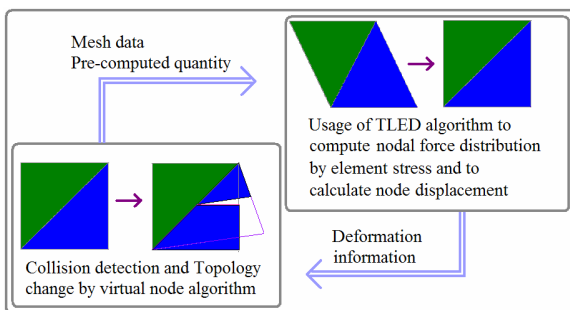 Mesh data
Pre-computed quantity
Usage of TLED algorithm to
compute nodal force distribution
by element stress and to
calculate node displacement
Collision detection and Topology
change by virtual node algorithm
Deformation
information